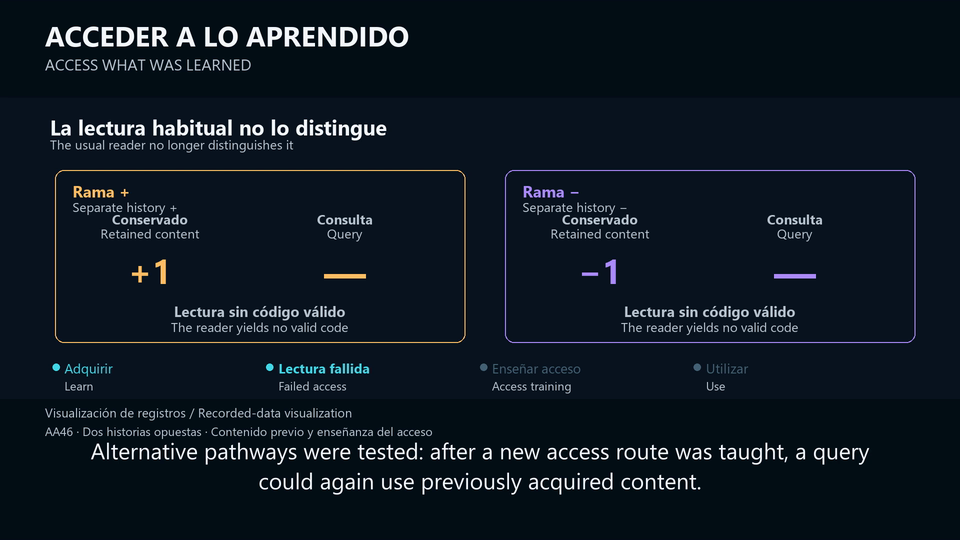 ACCEDER A LO APRENDIDO
ACCESS WHAT WAS LEARNED
La lectura habitual no lo distingue
The usual reader no longer distinguishes it
Rama +
Separate history +
Conservado
Retained content
Consulta
Query
+1
—
Lectura sin código válido
The reader yields no valid code
Rama −
Separate history −
Conservado
Retained content
Consulta
Query
−1
—
Lectura sin código válido
The reader yields no valid code
Adquirir
Learn
Lectura fallida
Failed access
Enseñar acceso
Access training
Utilizar
Use
Visualización de registros / Recorded-data visualization
AA46 · Dos historias opuestas · Contenido previo y enseñanza del acceso
Alternative pathways were tested: after a new access route was taught, a query
could again use previously acquired content.